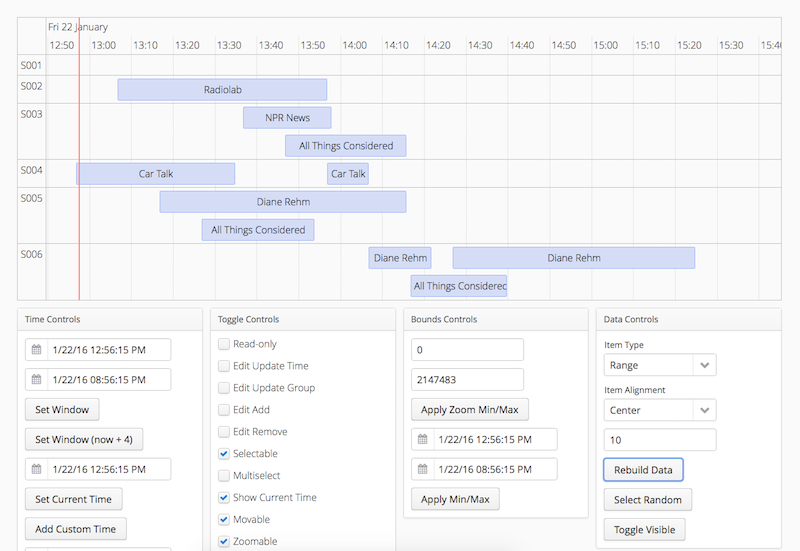 Fri 22 January
12:50 13:00 13:10 13:20 13:30 13:40 13:50 14:00 14:10 14:20 14:30 14:40 14:50 15:00 15:10 15:20 15:30 15:40
S001
S002
Radiolab
S003
NPR News
All Things Considered
S004
Car Talk Car Talk
S005
Diane Rehm
All Things Considered
S006
Diane Rehm Diane Rehm
All Things Considerec
Time Controls
1/22/16 12:56:15 PM
1/22/16 08:56:15 PM
Set Window
Set Window (now + 4)
1/22/16 12:56:15 PM
Set Current Time
Add Custom Time
Toggle Controls
Read-only
Edit Update Time
Edit Update Group
Edit Add
Edit Remove
Selectable
Multiselect
Show Current Time
Movable
Zoomable
Bounds Controls
0
2147483
Apply Zoom Min/Max
1/22/16 12:56:15 PM
1/22/16 08:56:15 PM
Apply Min/Max
Data Controls
Item Type
Range
Item Alignment
Center
10
Rebuild Data
Select Random
Toggle Visible